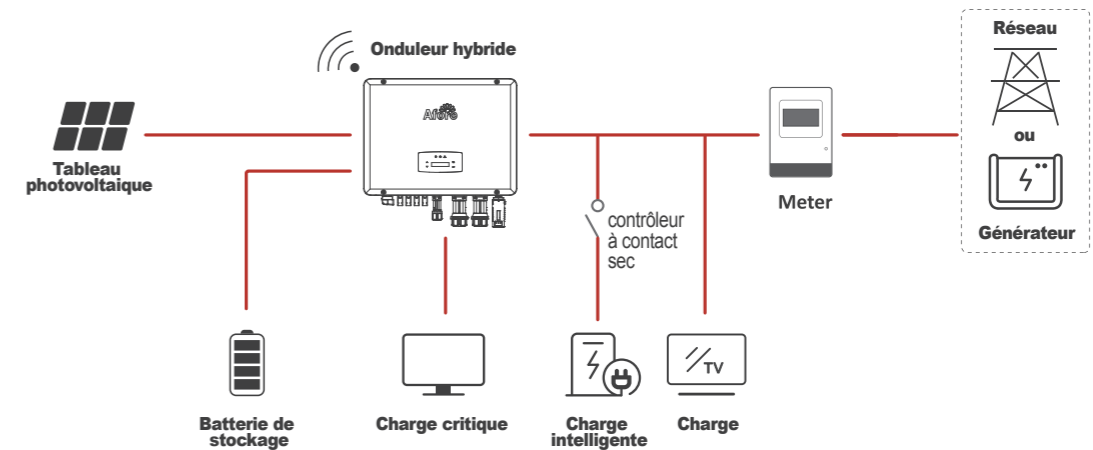 Onduleur hybride
Afore
Tableau
photovoltaique
contrôleur
à contact
sec
Meter
Réseau
ou
Générateur
TV
Batterie de
stockage
Charge critique
Charge
intelligente
Charge